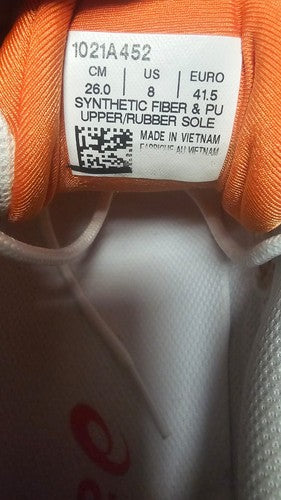 1021A452
CM US EURO
26.0 8 41.5
SYNTHETIC FIBER & PU
UPPER/RUBBER SOLE
MADE IN VIETNAM
FABRIQUE AU VIETNAM